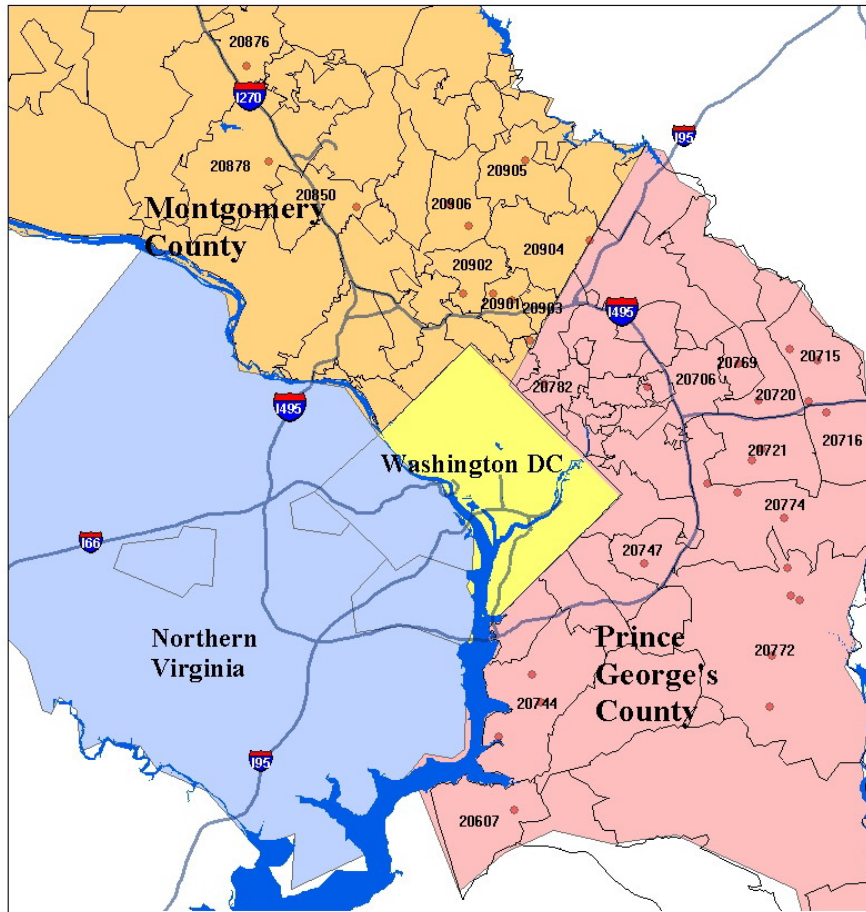 20876
I270
I95
20878
20905
20850
Montgomery
County
20906
20904
20902
20901
20903
I495
20769
20715
20782
20706
20720
I495
20716
20721
Washington DC
20774
I66
20747
Northern
Virginia
Prince
George's
County
20772
20744
I95
20607